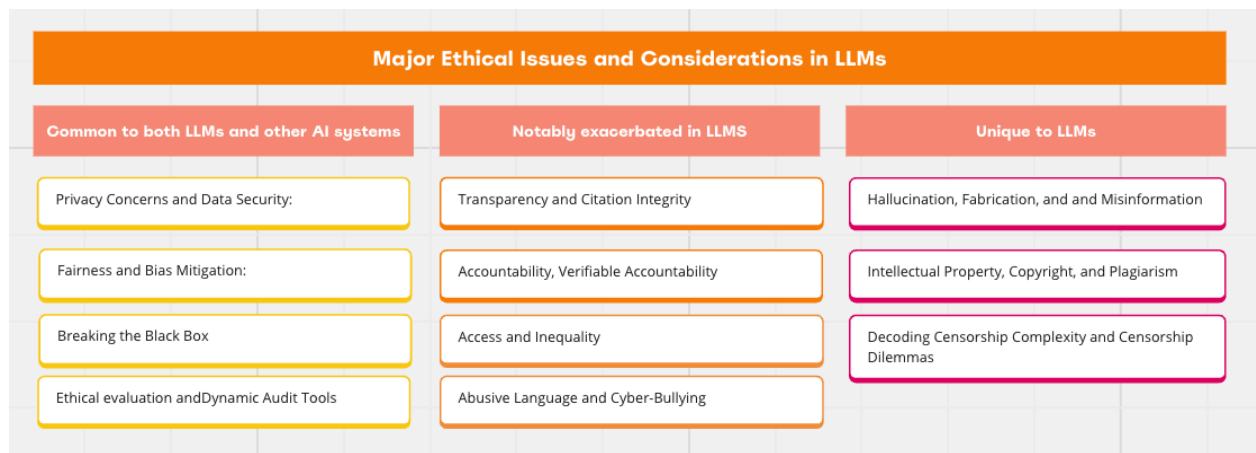 Major Ethical Issues and Considerations in LLMs
Common to both LLMs and other AI systems
Privacy Concerns and Data Security:
Fairness and Bias Mitigation:
Breaking the Black Box
Ethical evaluation andDynamic Audit Tools
Notably exacerbated in LLMS
Transparency and Citation Integrity
Accountability, Verifiable Accountability
Access and Inequality
Abusive Language and Cyber-Bullying
Unique to LLMs
Hallucination, Fabrication, and and Misinformation
Intellectual Property, Copyright, and Plagiarism
Decoding Censorship Complexity and Censorship
Dilemmas